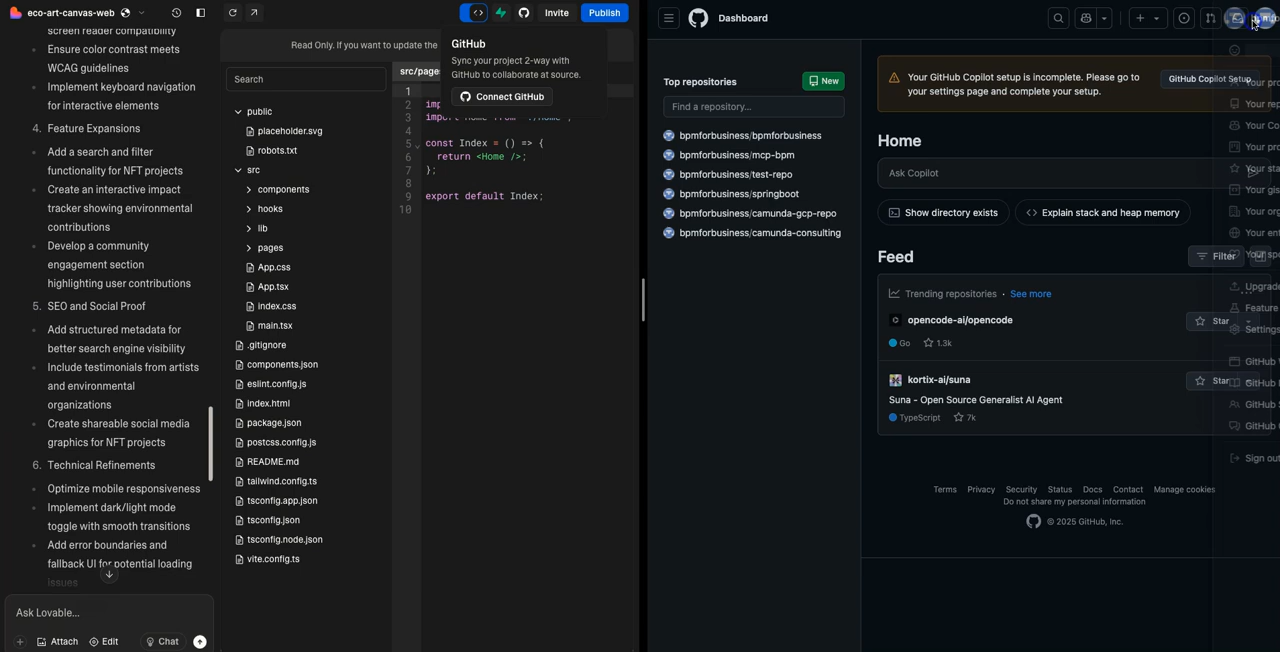 eco-art-canvas-web
screen reader compatibility
Ensure color contrast meets
WCAG guidelines
Implement keyboard navigation
for interactive elements
4. Feature Expansions
Add a search and filter
functionality for NFT projects
Create an interactive impact
tracker showing environmental
contributions
Develop a community
engagement section
highlighting user contributions
5. SEO and Social Proof
Add structured metadata for
better search engine visibility
Include testimonials from artists
and environmental
organizations
Create shareable social media
graphics for NFT projects
6. Technical Refinements
Optimize mobile responsiveness
Implement dark/light mode
toggle with smooth transitions
Add error boundaries and
fallback UI for potential loading
issues
Ask Lovable...
Attach
Edit
Chat
Invite
Publish
Read Only. If you want to update the
GitHub
Sync your project 2-way with
GitHub to collaborate at source.
Connect GitHub
Search
public
placeholder.svg
robots.txt
src
components
hooks
lib
pages
App.css
App.tsx
index.css
main.tsx
.gitignore
components.json
eslint.config.js
index.html
package.json
postcss.config.js
README.md
tailwind.config.ts
tsconfig.app.json
tsconfig.json
tsconfig.node.json
vite.config.ts
src/pages
1
2
3
4
5 const Index = () => {
6 return <Home />;
7 };
8
9 export default Index;
10
Dashboard
Top repositories
New
Find a repository...
bpmforbusiness/bpmforbusiness
bpmforbusiness/mcp-bpm
bpmforbusiness/test-repo
bpmforbusiness/springboot
bpmforbusiness/camunda-gcp-repo
bpmforbusiness/camunda-consulting
Your GitHub Copilot setup is incomplete. Please go to
your settings page and complete your setup.
GitHub Copilot Setup
Home
Ask Copilot
Show directory exists
Explain stack and heap memory
Feed
Filter
Trending repositories · See more
opencode-ai/opencode
Star
Go
1.3k
kortix-ai/suna
Star
Suna - Open Source Generalist AI Agent
TypeScript
7k
Terms Privacy Security Status Docs Contact Manage cookies
Do not share my personal information
© 2025 GitHub, Inc.
Upgrade
Feature
Settings
Sign out